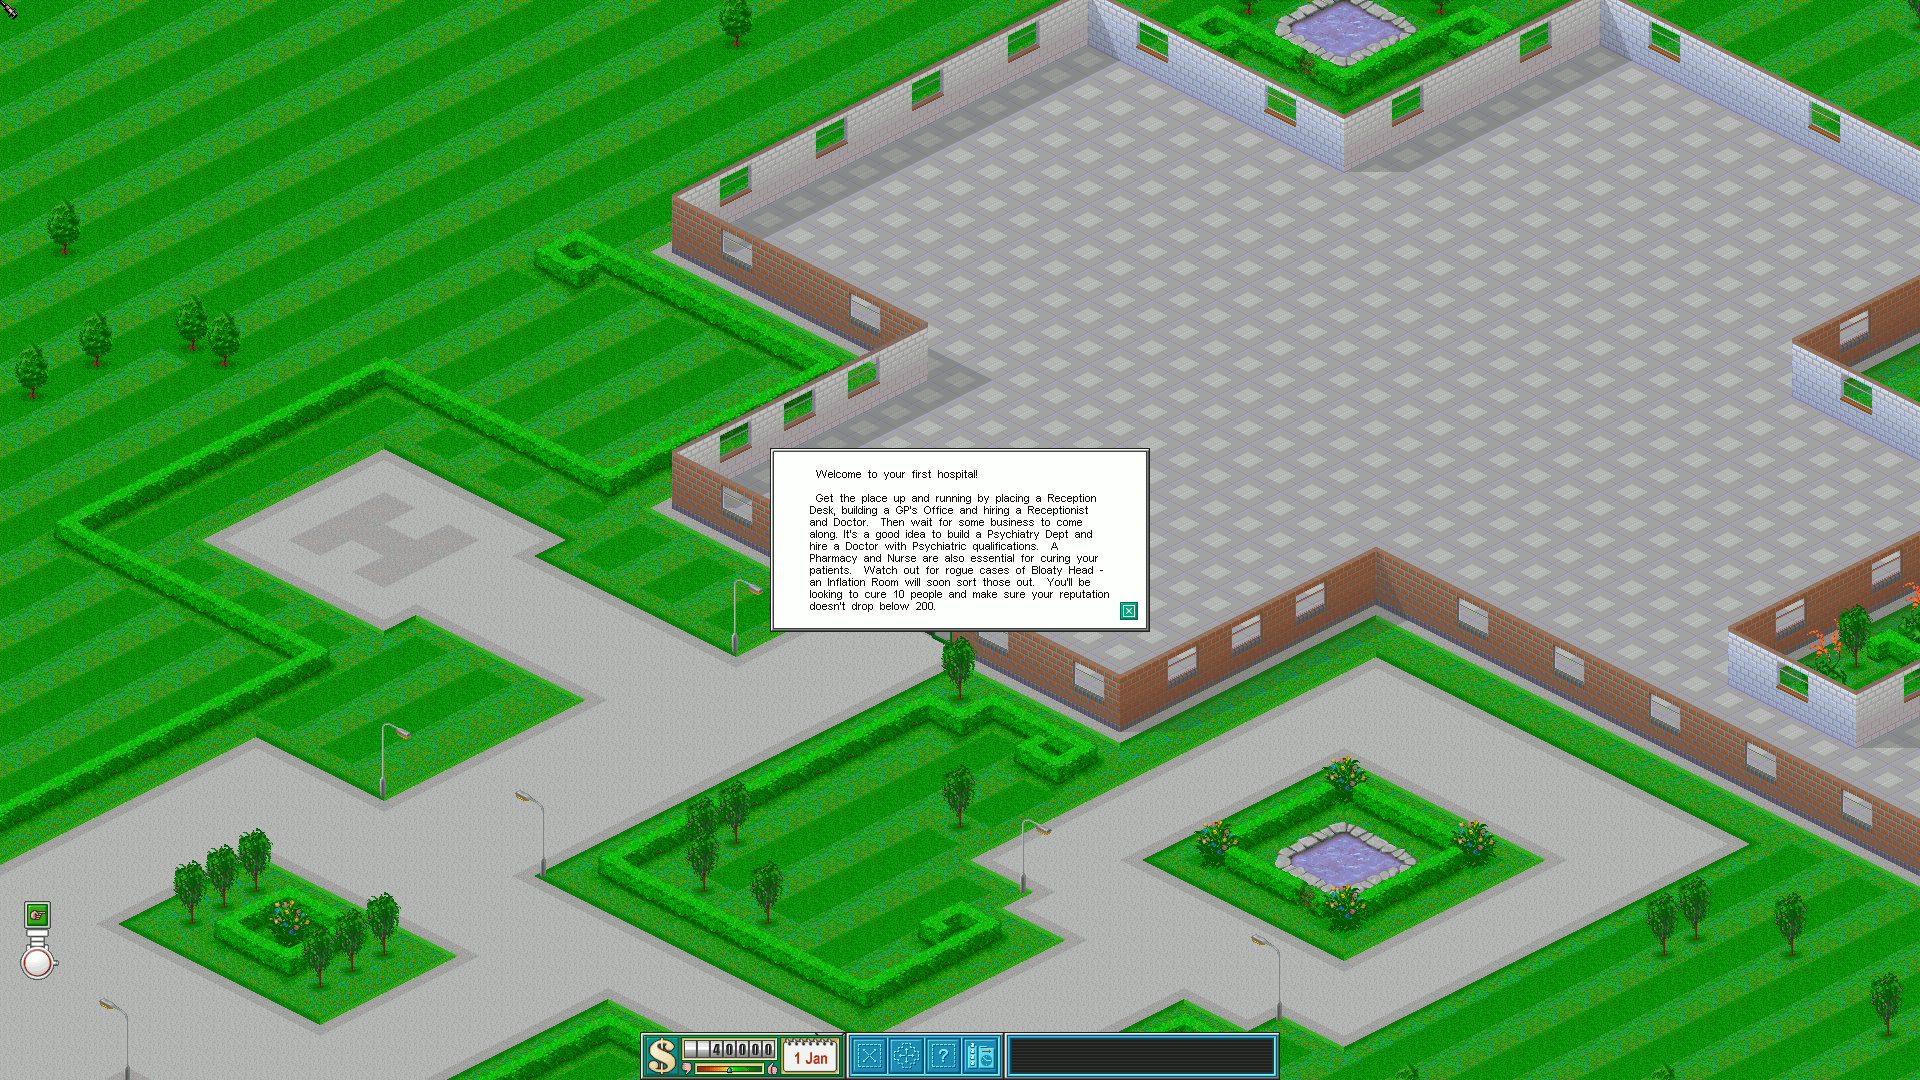 Welcome to your first hospital!
Get the place up and running by placing a Reception
Desk, building a GP's Office and hiring a Receptionist
and Doctor. Then wait for some business to come
along. It's a good idea to build a Psychiatry Dept and
hire a Doctor with Psychiatric qualifications. A
Pharmacy and Nurse are also essential for curing your
patients. Watch out for rogue cases of Bloaty Head -
an Inflation Room will soon sort those out. You'll be
looking to cure 10 people and make sure your reputation
doesn't drop below 200.
$ 40000 1 Jan ?